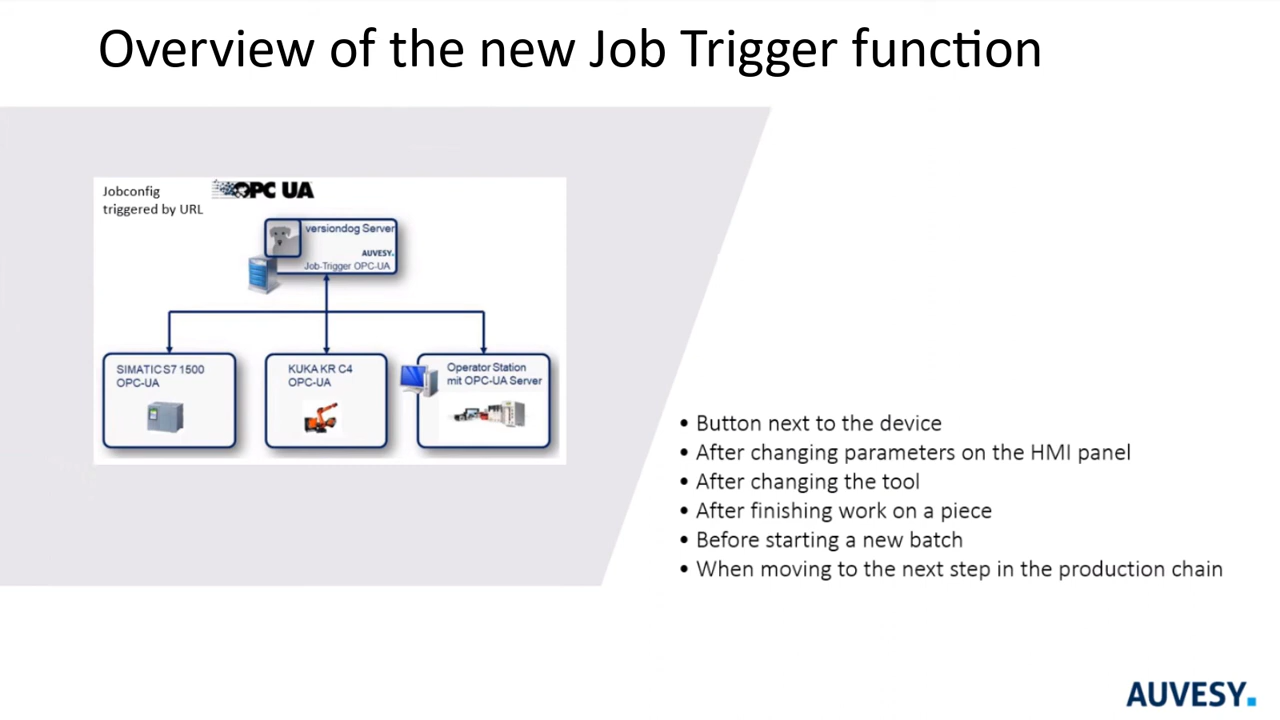 Overview of the new Job Trigger function
Jobconfig
triggered by URL
OPC UA
versiondog Server
AUVESY.
Job-Trigger OPC-UA
SIMATIC S7 1500
OPC-UA
KUKA KR C4
OPC-UA
Operator Station
mit OPC-UA Server
• Button next to the device
• After changing parameters on the HMI panel
• After changing the tool
• After finishing work on a piece
• Before starting a new batch
• When moving to the next step in the production chain
AUVESY.